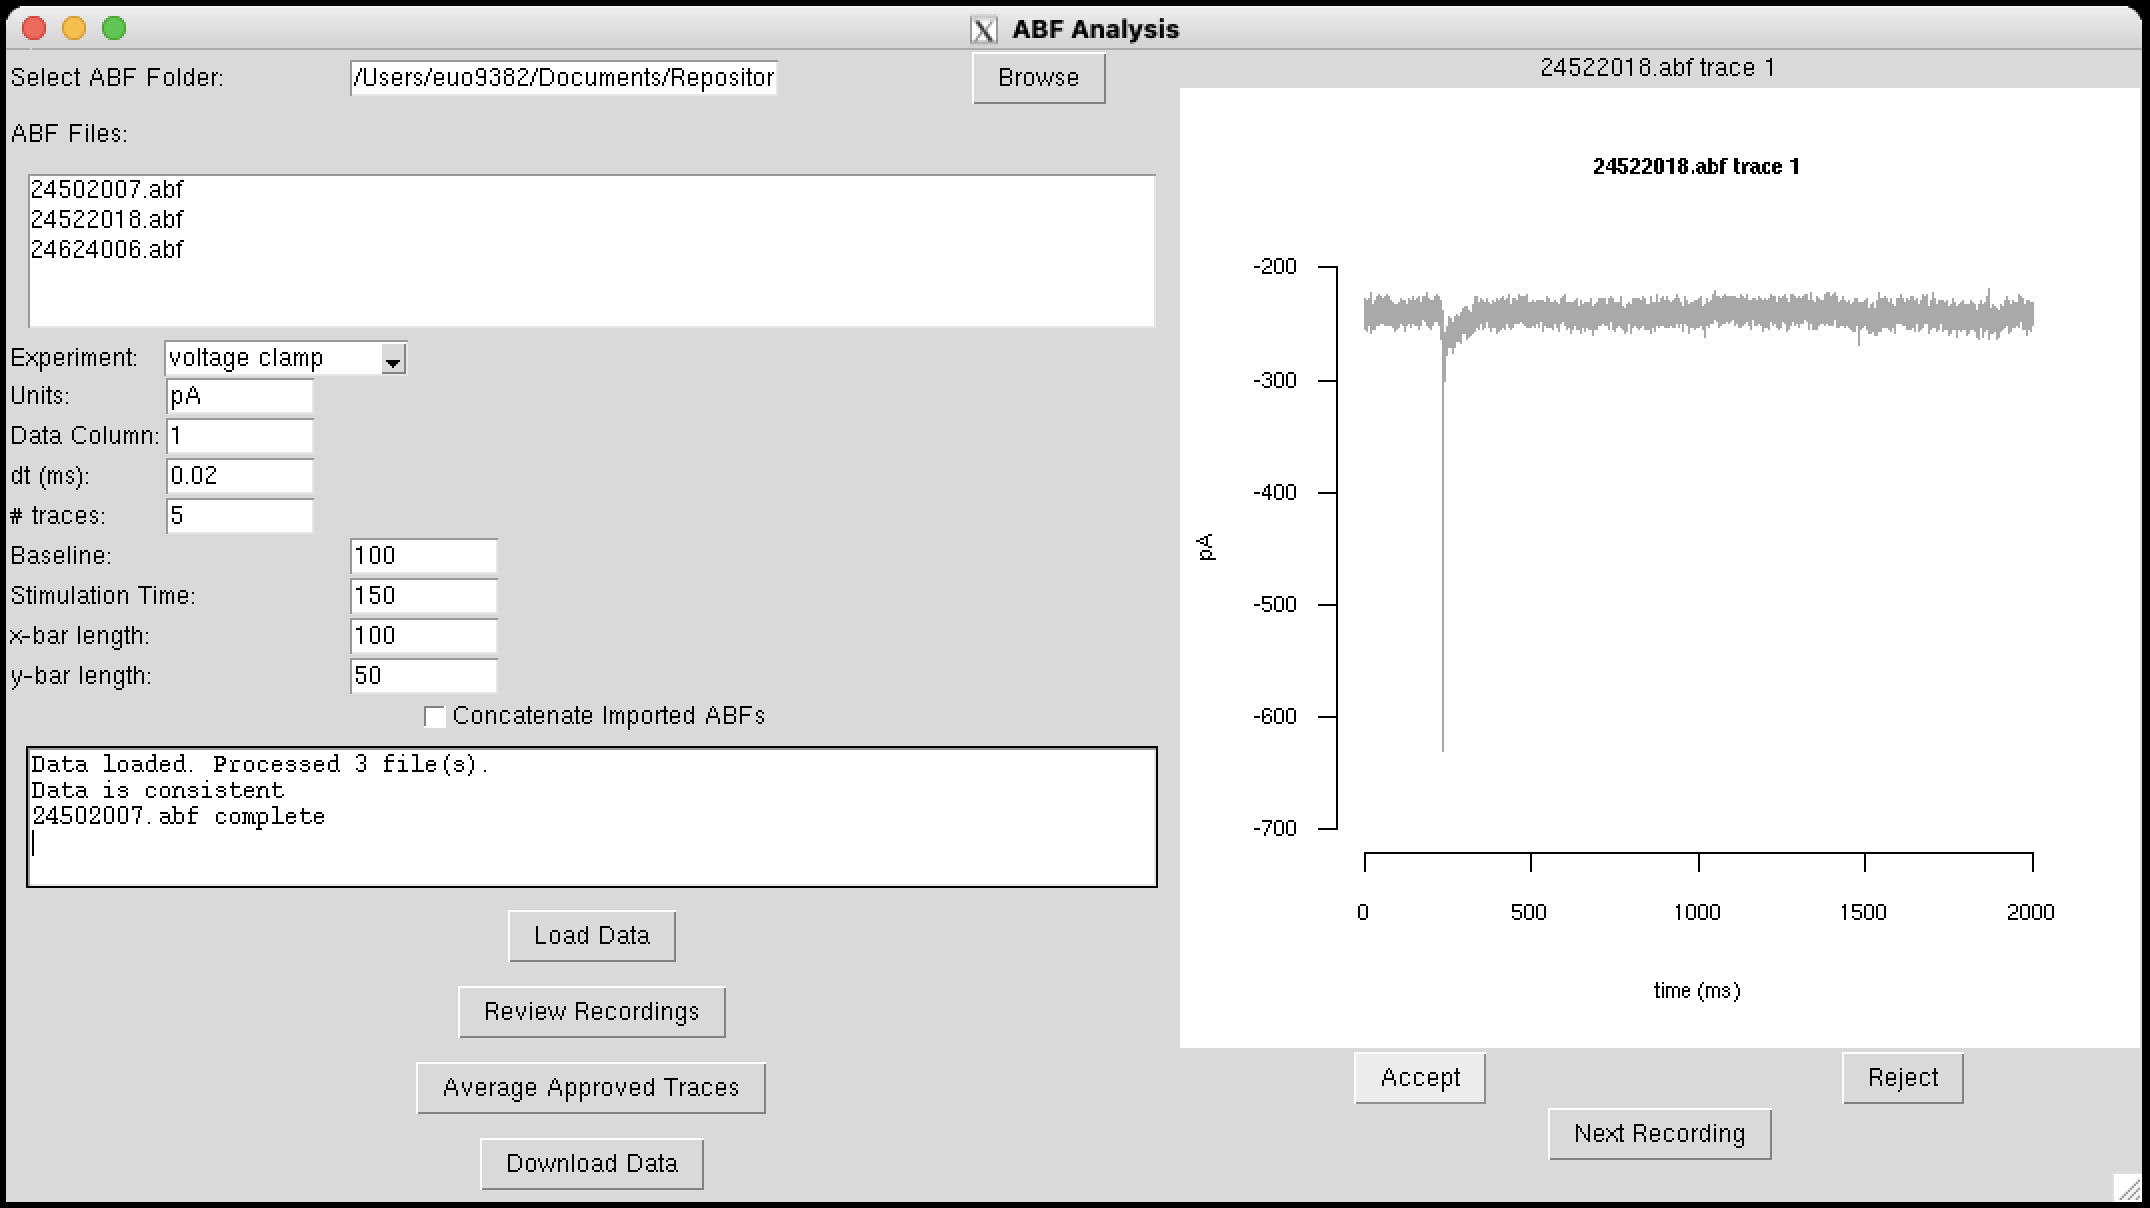 ABF Analysis
Select ABF Folder: /Users/euo9382/Documents/Repositor Browse
ABF Files:
24502007.abf
24522018.abf
24624006.abf
Experiment: voltage clamp
Units: pA
Data Column: 1
dt (ms): 0.02
# traces: 5
Baseline: 100
Stimulation Time: 150
x-bar length: 100
y-bar length: 50
Concatenate Imported ABFs
Data loaded. Processed 3 file(s).
Data is consistent
24502007.abf complete
Load Data
Review Recordings
Average Approved Traces
Download Data
24522018.abf trace 1
24522018.abf trace 1
-200
-300
-400
-500
-600
-700
pA
0 500 1000 1500 2000
time (ms)
Accept Reject
Next Recording